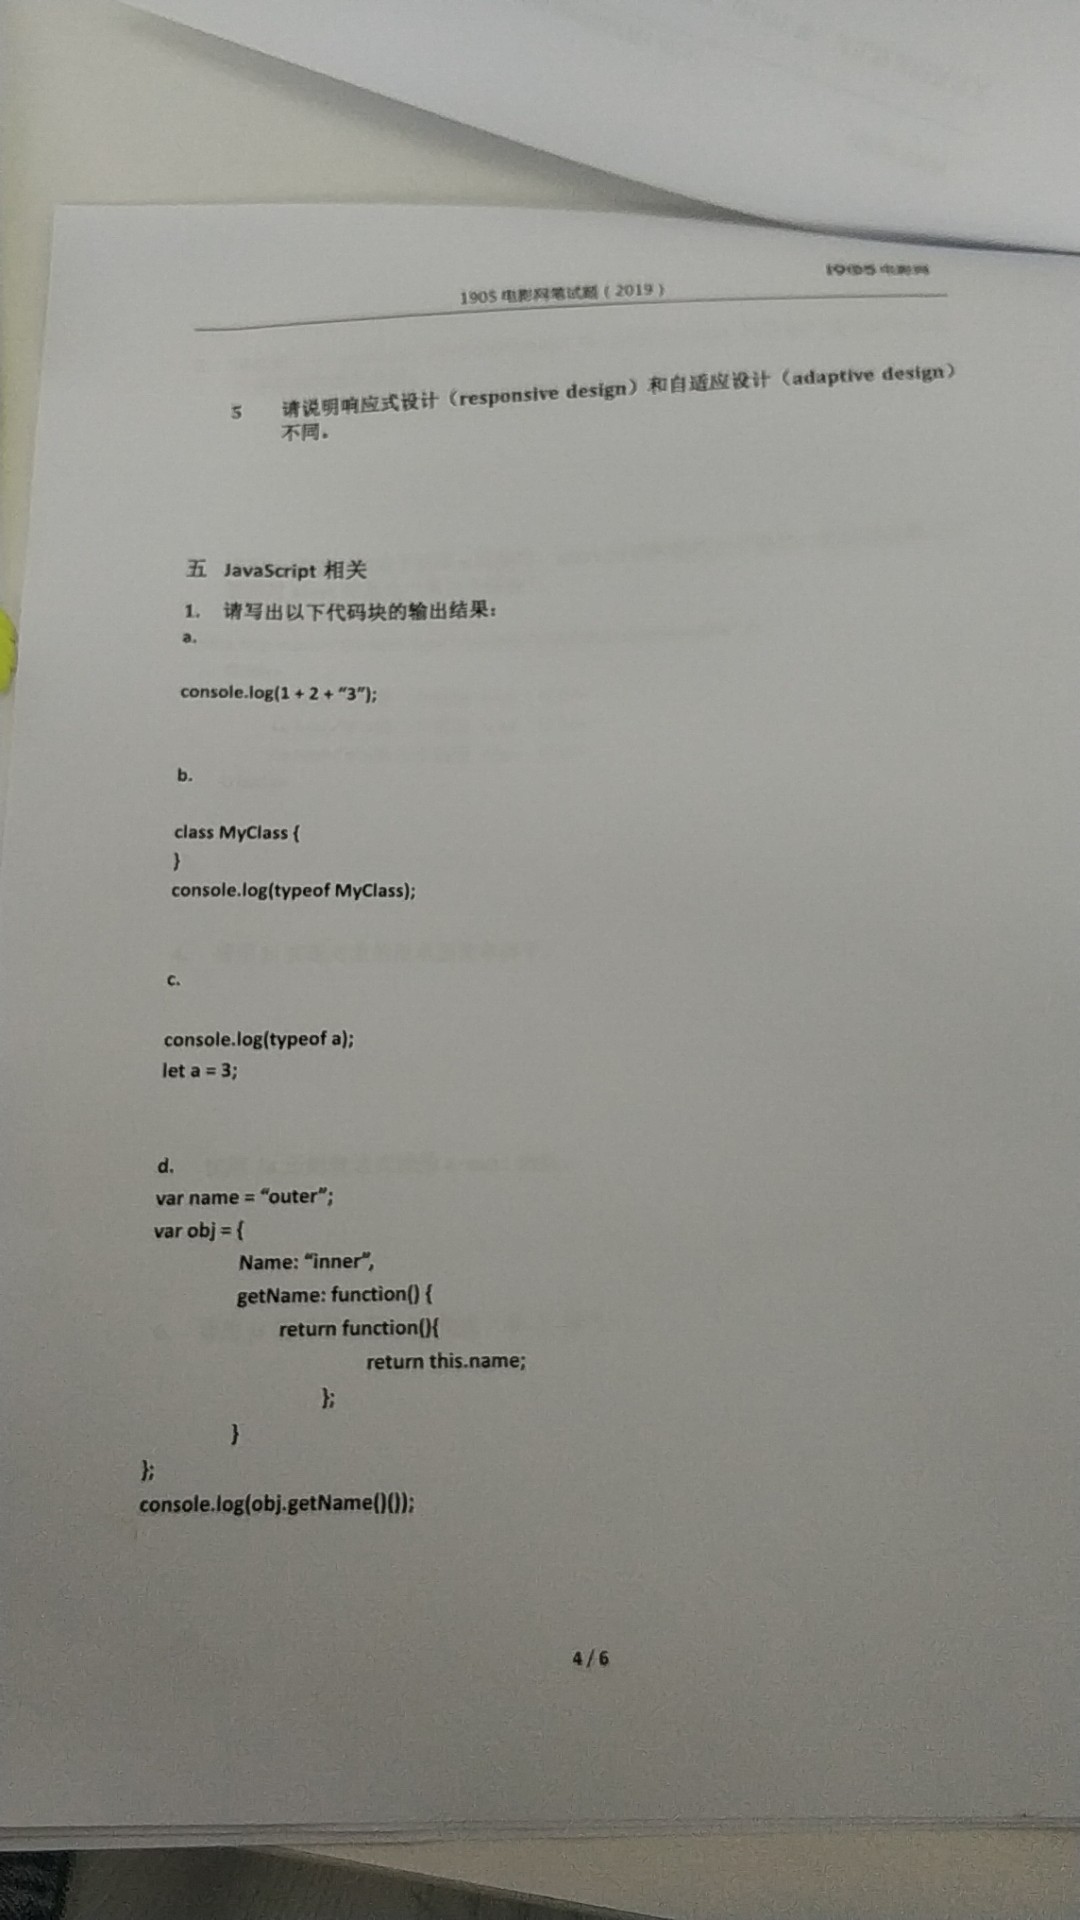 1905 电影网
1905 电影网笔试题（2019）
5 请说明响应式设计（responsive design）和自适应设计（adaptive design）
不同。
五 JavaScript 相关
1. 请写出以下代码块的输出结果：
a.
console.log(1 + 2 + “3”);
b.
class MyClass {
}
console.log(typeof MyClass);
c.
console.log(typeof a);
let a = 3;
d.
var name = “outer”;
var obj = {
Name: “inner”,
getName: function() {
return function(){
return this.name;
};
}
};
console.log(obj.getName()());
4 / 6